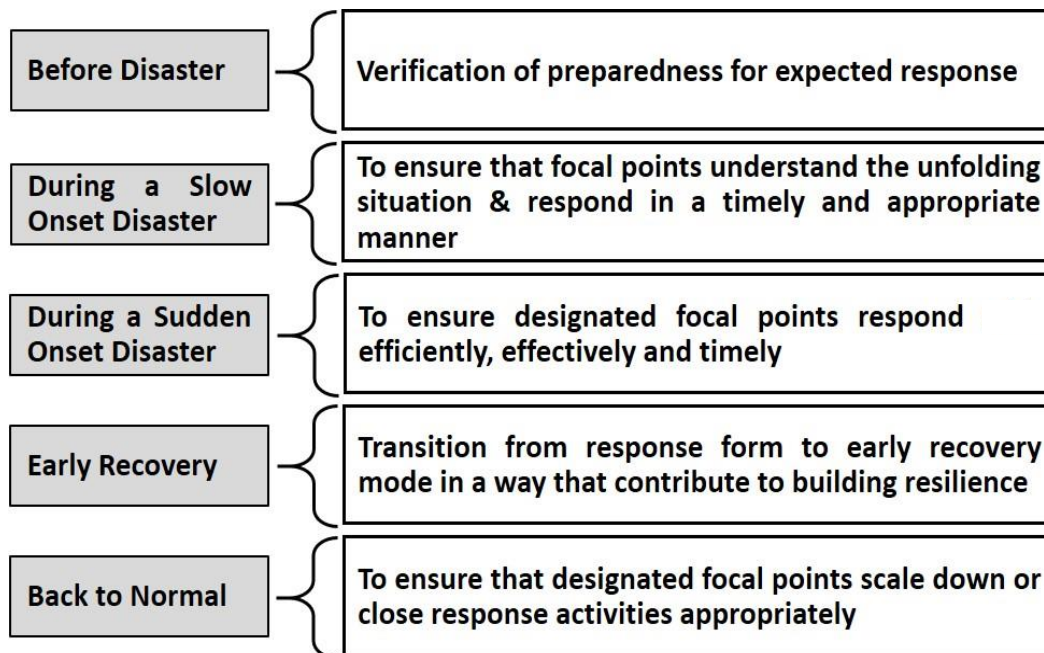 Before Disaster
Verification of preparedness for expected response
During a Slow
Onset Disaster
To ensure that focal points understand the unfolding
situation & respond in a timely and appropriate
manner
During a Sudden
Onset Disaster
To ensure designated focal points respond
efficiently, effectively and timely
Early Recovery
Transition from response form to early recovery
mode in a way that contribute to building resilience
Back to Normal
To ensure that designated focal points scale down or
close response activities appropriately